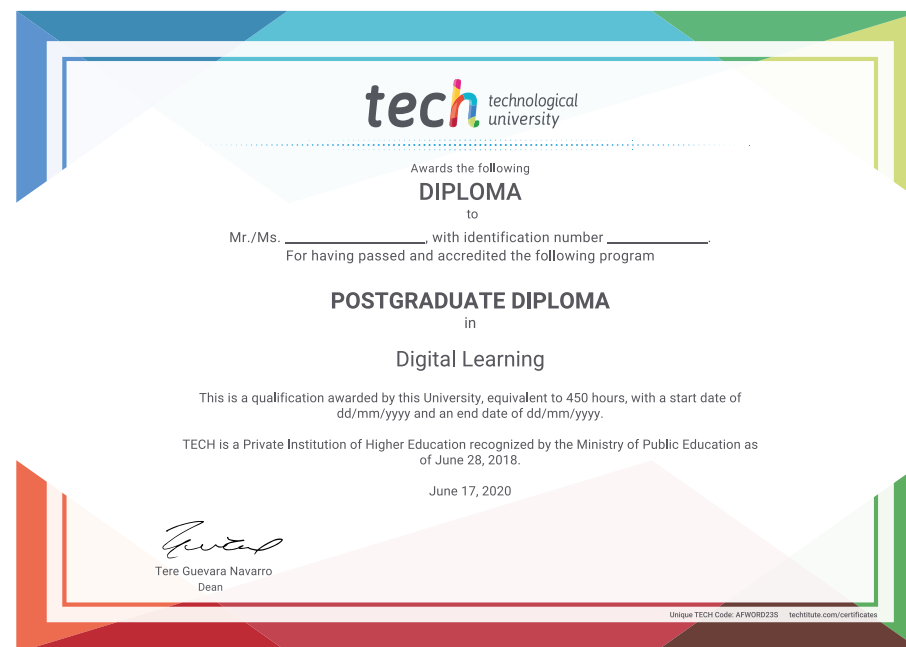 tech technological
university
Awards the following
DIPLOMA
to
Mr./Ms. ____________________, with identification number ______________.
For having passed and accredited the following program
POSTGRADUATE DIPLOMA
in
Digital Learning
This is a qualification awarded by this University, equivalent to 450 hours, with a start date of
dd/mm/yyyy and an end date of dd/mm/yyyy.
TECH is a Private Institution of Higher Education recognized by the Ministry of Public Education as
of June 28, 2018.
June 17, 2020
Tere Guevara Navarro
Dean
Unique TECH Code: AFWORD23S techtitute.com/certificates